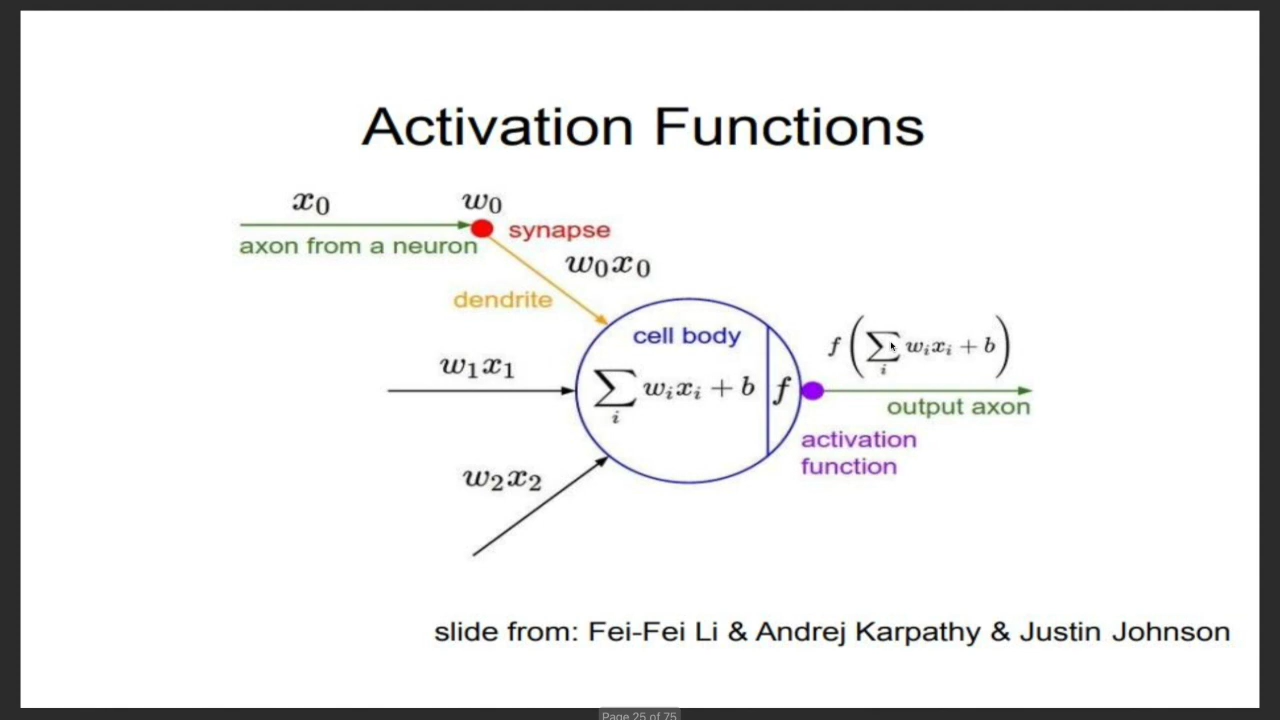 Activation Functions
x₀
w₀
synapse
axon from a neuron
w₀x₀
dendrite
cell body
f(∑ᵢ wᵢxᵢ + b)
w₁x₁
∑ᵢ wᵢxᵢ + b
f
output axon
activation
function
w₂x₂
slide from: Fei-Fei Li & Andrej Karpathy & Justin Johnson
Page 25 of 75